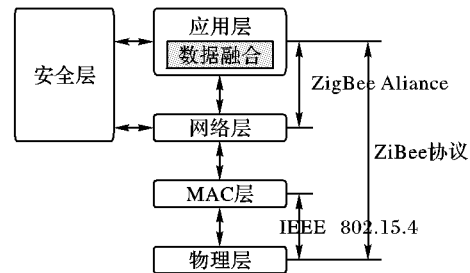 应用层
数据融合
安全层
ZigBee Aliance
网络层
ZiBee协议
MAC层
IEEE 802.15.4
物理层